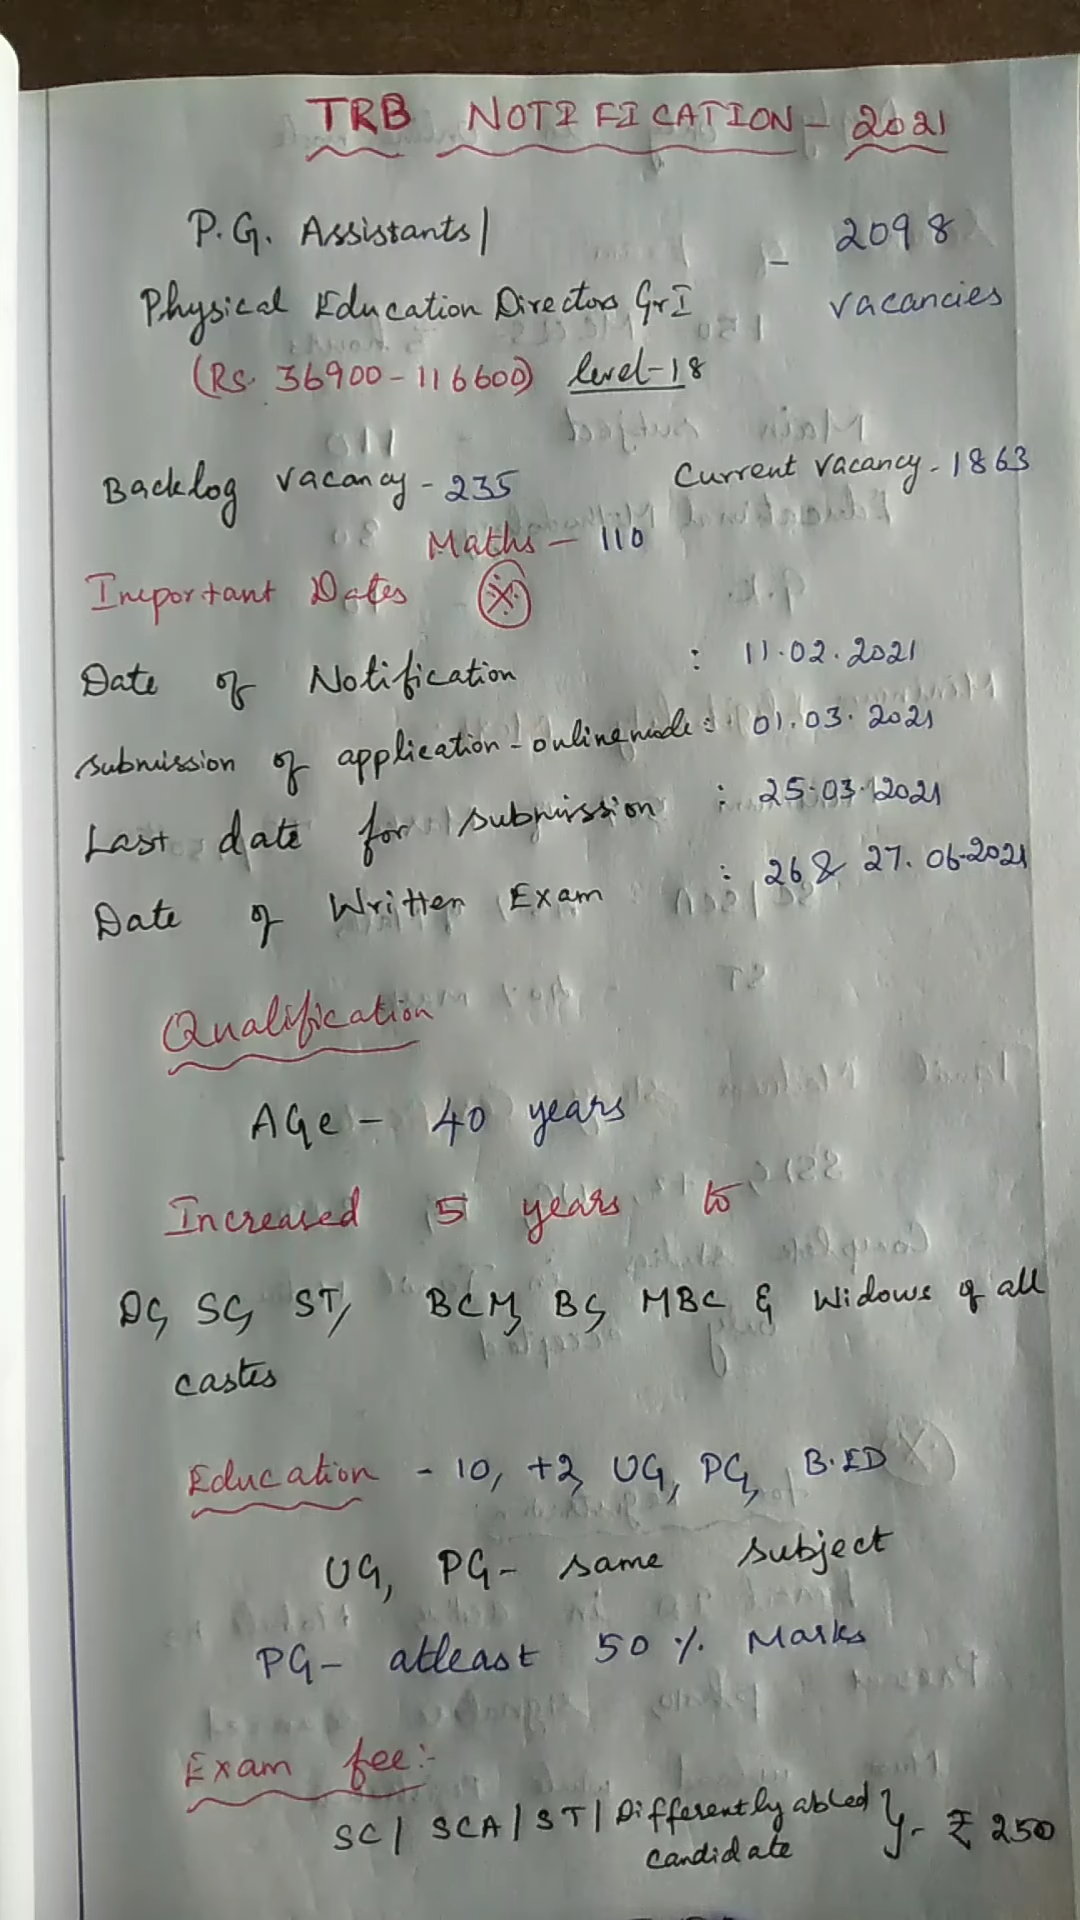 TRB NOTIFICATION - 2021
P.G. Assistants/
- 2098
Physical Education Directors Gr I
vacancies
(Rs. 36900 - 116600) level-18
Backlog vacancy - 235
Current vacancy - 1863
Maths - 110
Important Dates
Date of Notification : 11.02.2021
submission of application - online mode : 01.03.2021
Last date for submission : 25.03.2021
Date of Written Exam : 26 & 27.06.2021
Qualification
AGe - 40 years
Increased 5 years to
DC, SC, ST, BCM, BC, MBC & Widows of all
castes
Education - 10, +2, UG, PG, B.ED
UG, PG - same subject
PG - atleast 50 % Marks
Exam fee:-
SC / SCA / ST / Differently abled } - ₹ 250
candidate